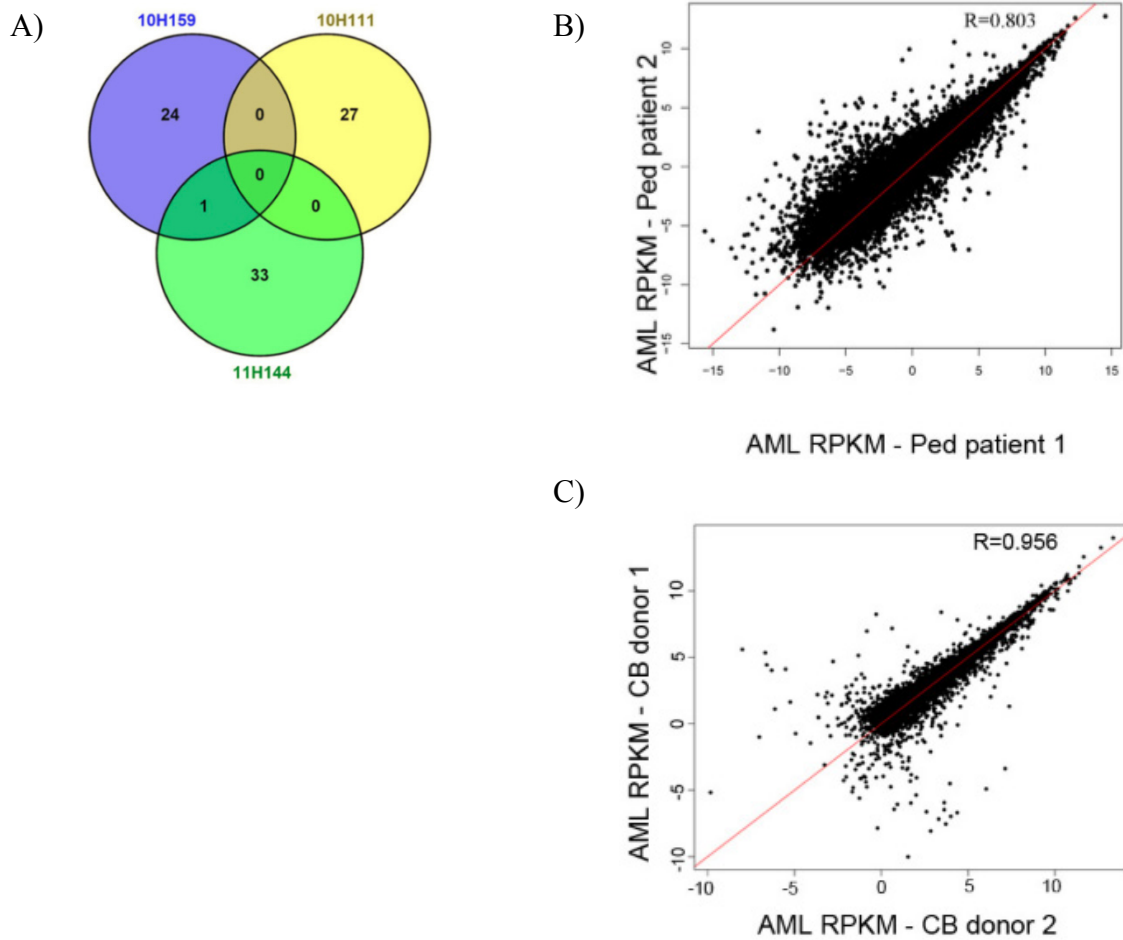 A)
10H159
10H111
24
0
27
0
1
0
33
11H144
B)
R=0.803
AML RPKM - Ped patient 2
10
5
0
-5
-10
-15
-15
-10
-5
0
5
10
15
AML RPKM - Ped patient 1
C)
R=0.956
AML RPKM - CB donor 1
10
5
0
-5
-10
-10
-5
0
5
10
AML RPKM - CB donor 2